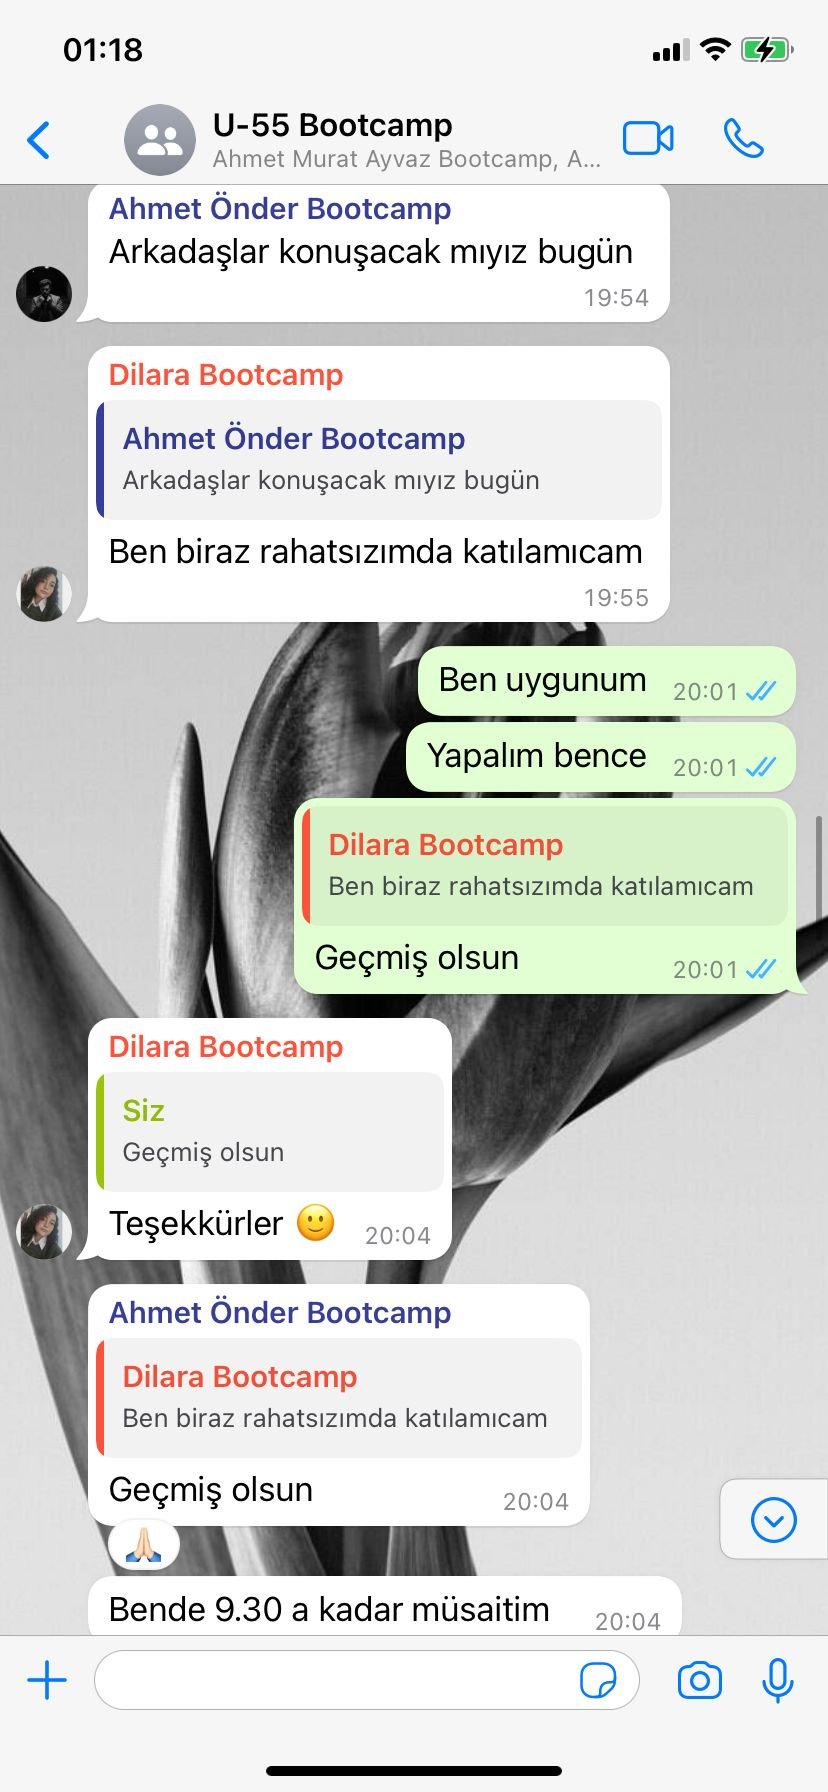 01:18
U-55 Bootcamp
Ahmet Murat Ayvaz Bootcamp, A...
Ahmet Önder Bootcamp
Arkadaşlar konuşacak mıyız bugün
19:54
Dilara Bootcamp
Ahmet Önder Bootcamp
Arkadaşlar konuşacak mıyız bugün
Ben biraz rahatsızımda katılamıcam
19:55
Ben uygunum 20:01
Yapalım bence 20:01
Dilara Bootcamp
Ben biraz rahatsızımda katılamıcam
Geçmiş olsun 20:01
Dilara Bootcamp
Siz
Geçmiş olsun
Teşekkürler 🙂 20:04
Ahmet Önder Bootcamp
Dilara Bootcamp
Ben biraz rahatsızımda katılamıcam
Geçmiş olsun 20:04
🙏🏻
Bende 9.30 a kadar müsaitim 20:04